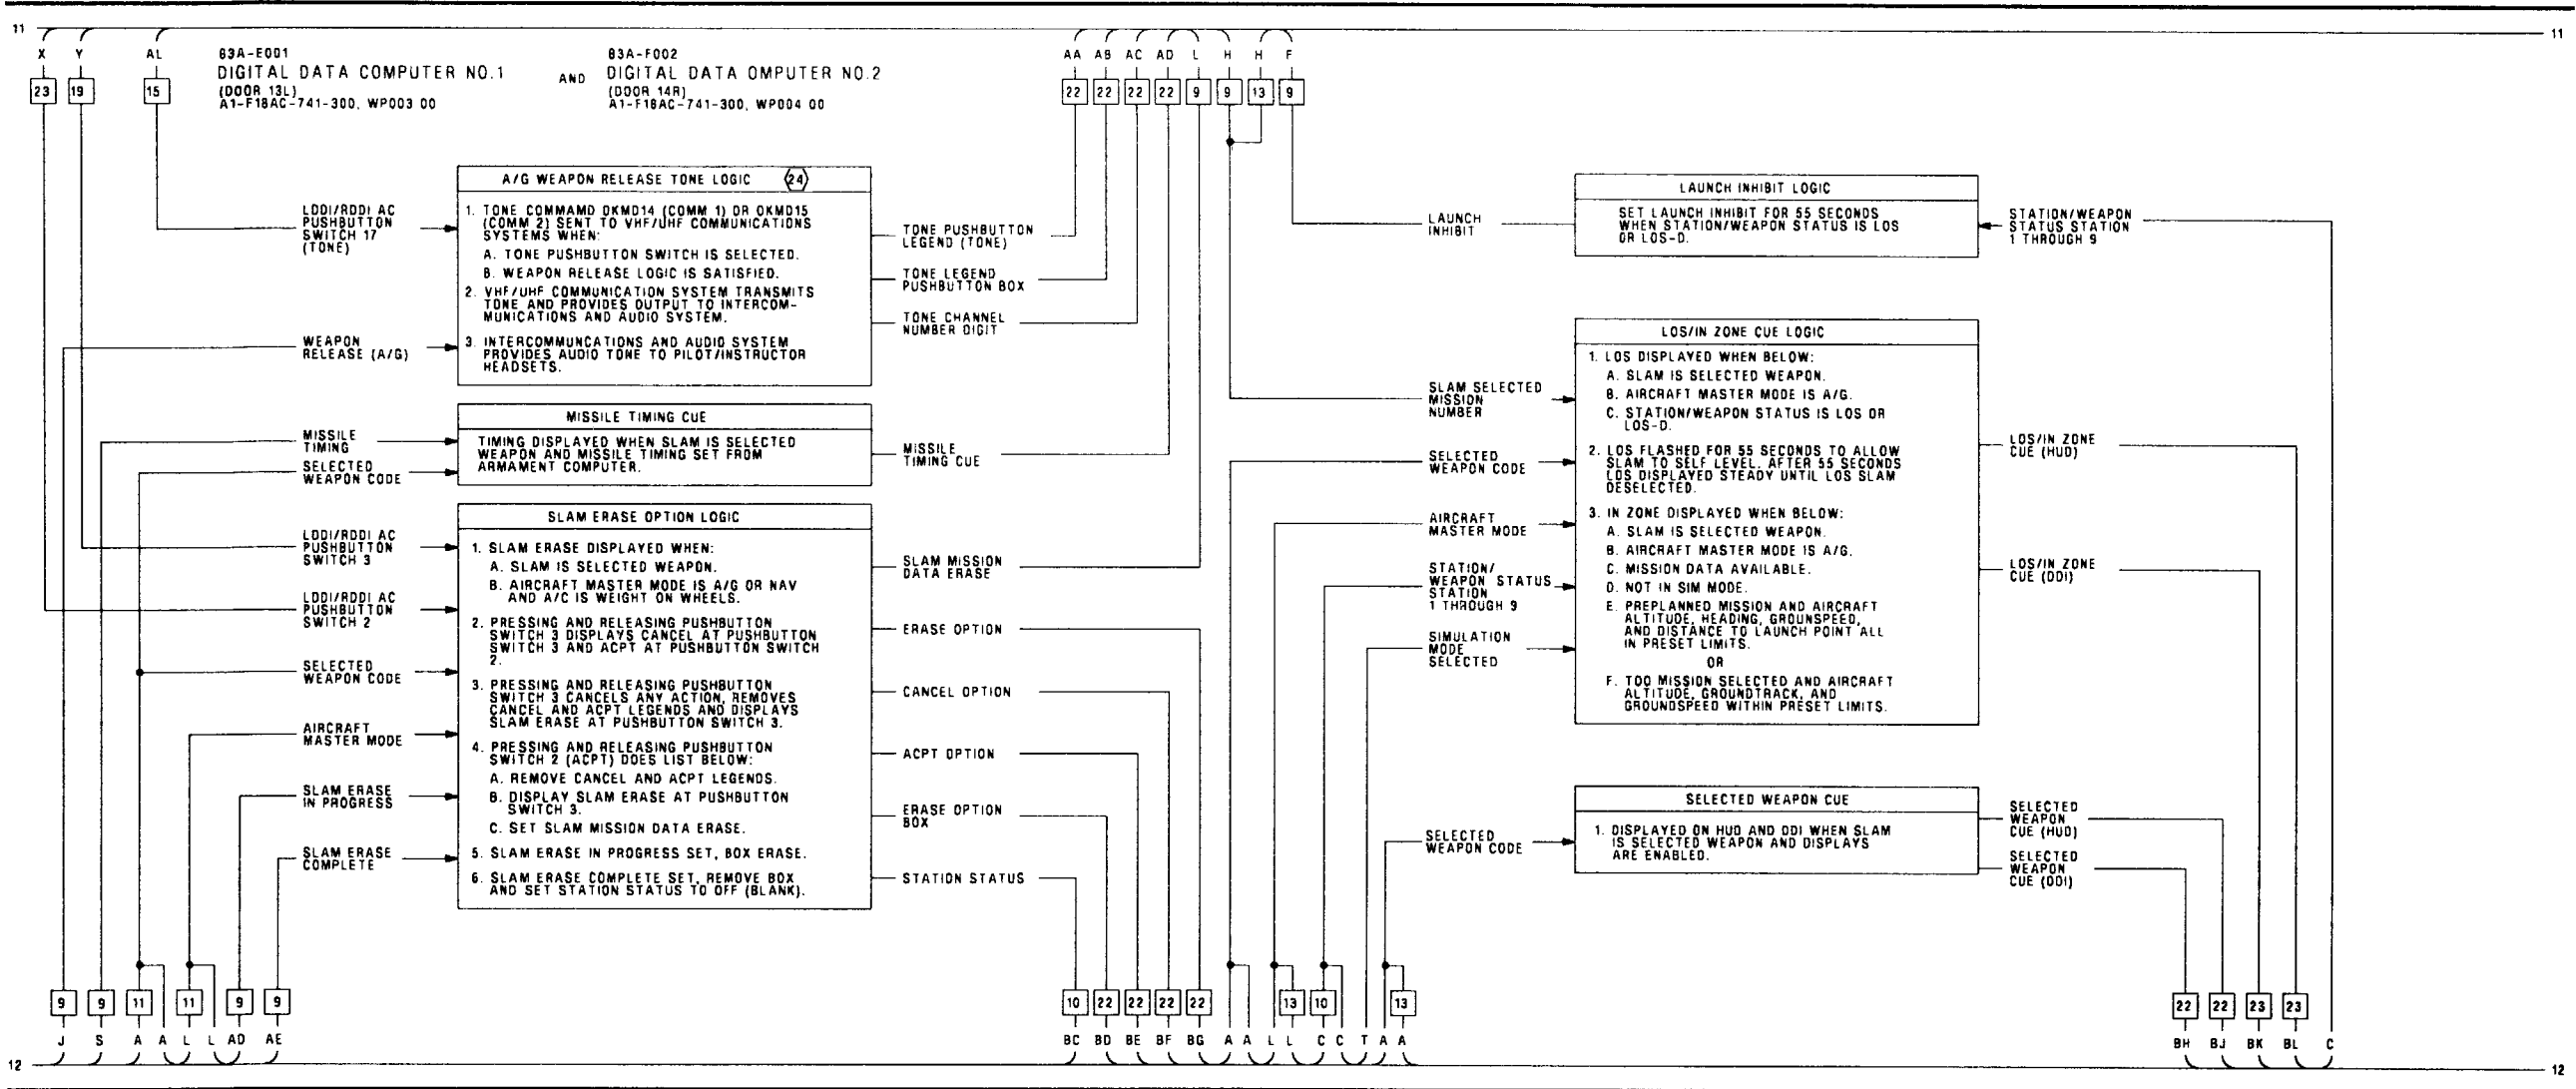 11
11
X Y AL
23 19 15
83A-E001
DIGITAL DATA COMPUTER NO.1
(DOOR 13L)
A1-F18AC-741-300, WP003 00
AND
83A-F002
DIGITAL DATA OMPUTER NO.2
(DOOR 14R)
A1-F18AC-741-300, WP004 00
AA AB AC AD L H H F
22 22 22 22 9 9 13 9
LDDI/RDDI AC
PUSHBUTTON
SWITCH 17
(TONE)
WEAPON
RELEASE (A/G)
A/G WEAPON RELEASE TONE LOGIC 24
1. TONE COMMAMD OKMD14 (COMM 1) OR OKMD15
(COMM 2) SENT TO VHF/UHF COMMUNICATIONS
SYSTEMS WHEN:
A. TONE PUSHBUTTON SWITCH IS SELECTED.
B. WEAPON RELEASE LOGIC IS SATISFIED.
2. VHF/UHF COMMUNICATION SYSTEM TRANSMITS
TONE AND PROVIDES OUTPUT TO INTERCOM-
MUNICATIONS AND AUDIO SYSTEM.
3. INTERCOMMUNCATIONS AND AUDIO SYSTEM
PROVIDES AUDIO TONE TO PILOT/INSTRUCTOR
HEADSETS.
TONE PUSHBUTTON
LEGEND (TONE)
TONE LEGEND
PUSHBUTTON BOX
TONE CHANNEL
NUMBER DIGIT
MISSILE
TIMING
SELECTED
WEAPON CODE
MISSILE TIMING CUE
TIMING DISPLAYED WHEN SLAM IS SELECTED
WEAPON AND MISSILE TIMING SET FROM
ARMAMENT COMPUTER.
MISSILE
TIMING CUE
LDDI/RDDI AC
PUSHBUTTON
SWITCH 3
LDDI/RDDI AC
PUSHBUTTON
SWITCH 2
SELECTED
WEAPON CODE
AIRCRAFT
MASTER MODE
SLAM ERASE
IN PROGRESS
SLAM ERASE
COMPLETE
SLAM ERASE OPTION LOGIC
1. SLAM ERASE DISPLAYED WHEN:
A. SLAM IS SELECTED WEAPON.
B. AIRCRAFT MASTER MODE IS A/G OR NAV
AND A/C IS WEIGHT ON WHEELS.
2. PRESSING AND RELEASING PUSHBUTTON
SWITCH 3 DISPLAYS CANCEL AT PUSHBUTTON
SWITCH 3 AND ACPT AT PUSHBUTTON SWITCH
2.
3. PRESSING AND RELEASING PUSHBUTTON
SWITCH 3 CANCELS ANY ACTION, REMOVES
CANCEL AND ACPT LEGENDS AND DISPLAYS
SLAM ERASE AT PUSHBUTTON SWITCH 3.
4. PRESSING AND RELEASING PUSHBUTTON
SWITCH 2 (ACPT) DOES LIST BELOW:
A. REMOVE CANCEL AND ACPT LEGENDS.
B. DISPLAY SLAM ERASE AT PUSHBUTTON
SWITCH 3.
C. SET SLAM MISSION DATA ERASE.
5. SLAM ERASE IN PROGRESS SET, BOX ERASE.
6. SLAM ERASE COMPLETE SET, REMOVE BOX
AND SET STATION STATUS TO OFF (BLANK).
SLAM MISSION
DATA ERASE
ERASE OPTION
CANCEL OPTION
ACPT OPTION
ERASE OPTION
BOX
STATION STATUS
LAUNCH
INHIBIT
LAUNCH INHIBIT LOGIC
SET LAUNCH INHIBIT FOR 55 SECONDS
WHEN STATION/WEAPON STATUS IS LOS
OR LOS-D.
STATION/WEAPON
STATUS STATION
1 THROUGH 9
SLAM SELECTED
MISSION
NUMBER
SELECTED
WEAPON CODE
AIRCRAFT
MASTER MODE
STATION/
WEAPON STATUS
STATION
1 THROUGH 9
SIMULATION
MODE
SELECTED
LOS/IN ZONE CUE LOGIC
1. LOS DISPLAYED WHEN BELOW:
A. SLAM IS SELECTED WEAPON.
B. AIRCRAFT MASTER MODE IS A/G.
C. STATION/WEAPON STATUS IS LOS OR
LOS-D.
2. LOS FLASHED FOR 55 SECONDS TO ALLOW
SLAM TO SELF LEVEL. AFTER 55 SECONDS
LOS DISPLAYED STEADY UNTIL LOS SLAM
DESELECTED.
3. IN ZONE DISPLAYED WHEN BELOW:
A. SLAM IS SELECTED WEAPON.
B. AIRCRAFT MASTER MODE IS A/G.
C. MISSION DATA AVAILABLE.
D. NOT IN SIM MODE.
E. PREPLANNED MISSION AND AIRCRAFT
ALTITUDE, HEADING, GROUNSPEED,
AND DISTANCE TO LAUNCH POINT ALL
IN PRESET LIMITS.
OR
F. TOO MISSION SELECTED AND AIRCRAFT
ALTITUDE, GROUNDTRACK, AND
GROUNDSPEED WITHIN PRESET LIMITS.
LOS/IN ZONE
CUE (HUD)
LOS/IN ZONE
CUE (DDI)
SELECTED
WEAPON CODE
SELECTED WEAPON CUE
1. DISPLAYED ON HUD AND DDI WHEN SLAM
IS SELECTED WEAPON AND DISPLAYS
ARE ENABLED.
SELECTED
WEAPON
CUE (HUD)
SELECTED
WEAPON
CUE (DDI)
9 9 11 11 9 9
J S A A L L AD AE
10 22 22 22 22 13 10 13
BC BD BE BF BG A A L L C C T A A
22 22 23 23
BH BJ BK BL C
12
12